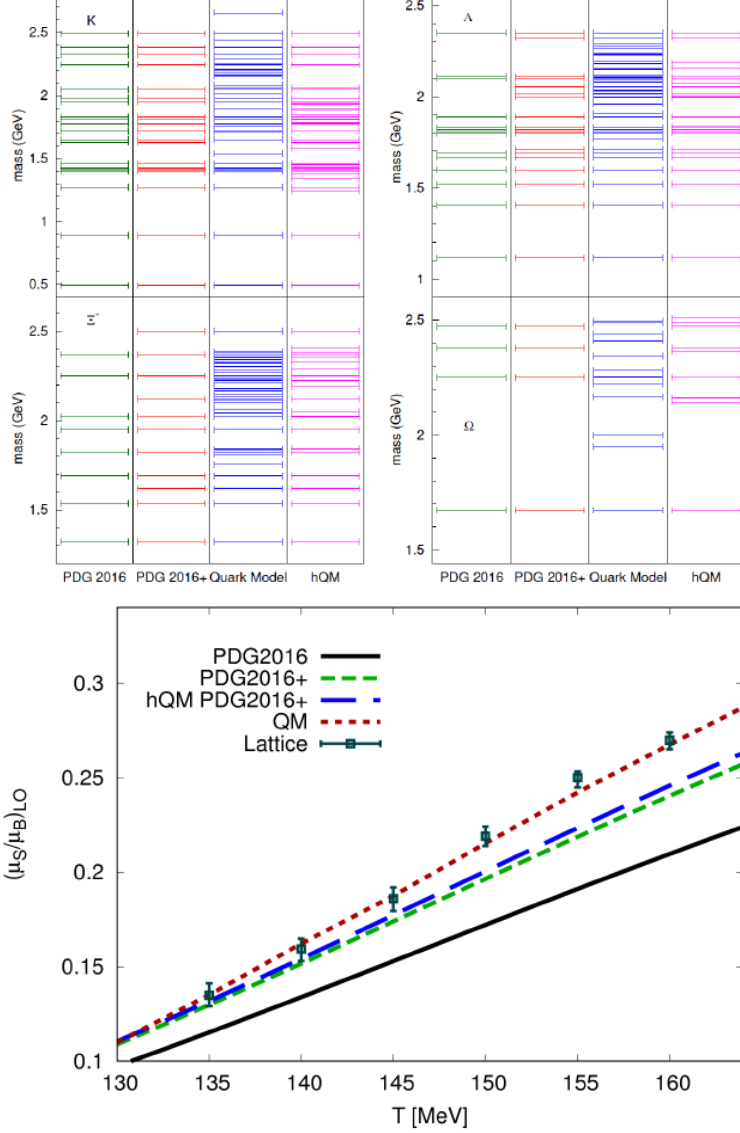 K
2.5
2
1.5
1
0.5
mass (GeV)
Λ
2.5
2
1.5
1
mass (GeV)
Ξ-
2.5
2
1.5
mass (GeV)
PDG 2016 PDG 2016+ Quark Model hQM
Ω
2.5
2
1.5
mass (GeV)
PDG 2016 PDG 2016+ Quark Model hQM
PDG2016
PDG2016+
hQM PDG2016+
QM
Lattice
(μS/μB)LO
0.3
0.25
0.2
0.15
0.1
130 135 140 145 150 155 160
T [MeV]